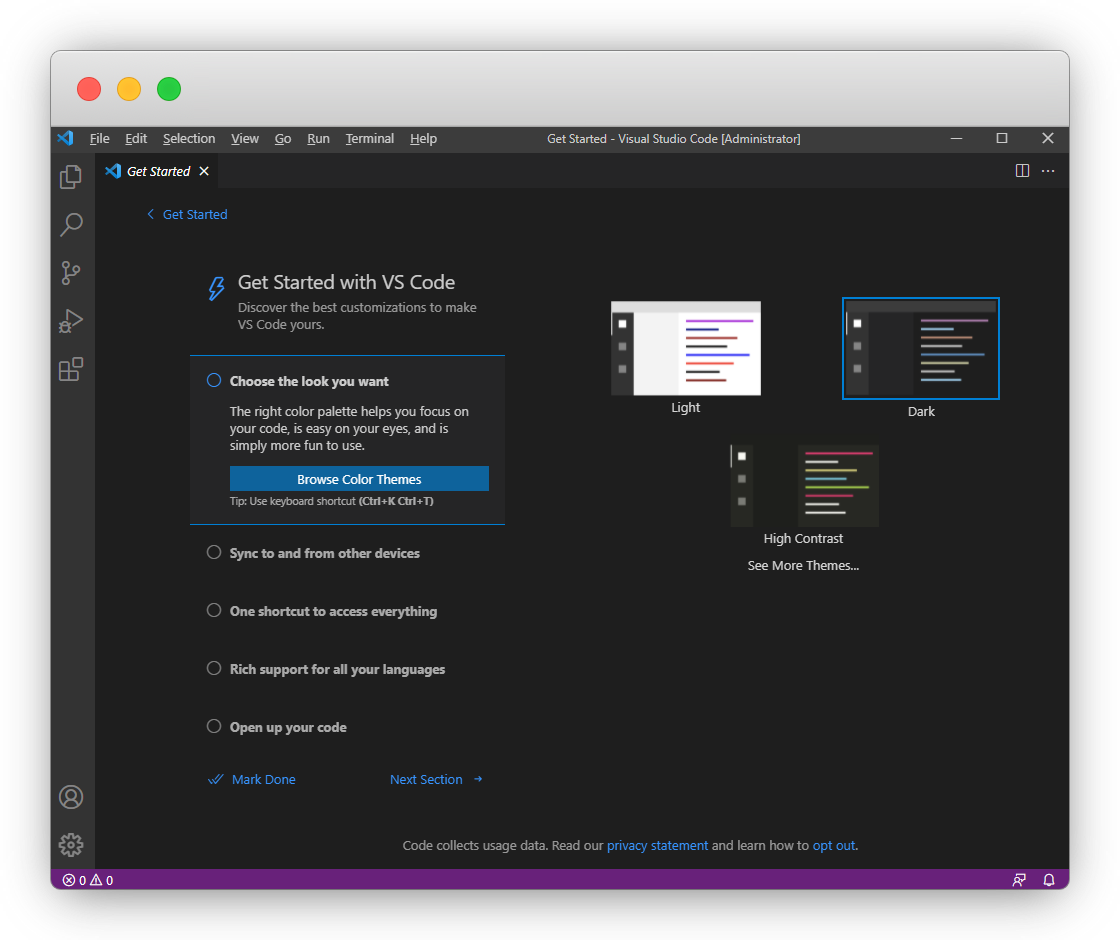 File Edit Selection View Go Run Terminal Help Get Started - Visual Studio Code [Administrator]
Get Started
Get Started
Get Started with VS Code
Discover the best customizations to make
VS Code yours.
Choose the look you want
The right color palette helps you focus on
your code, is easy on your eyes, and is
simply more fun to use.
Browse Color Themes
Tip: Use keyboard shortcut (Ctrl+K Ctrl+T)
Light
Dark
High Contrast
See More Themes...
Sync to and from other devices
One shortcut to access everything
Rich support for all your languages
Open up your code
Mark Done
Next Section
Code collects usage data. Read our privacy statement and learn how to opt out.
0 0